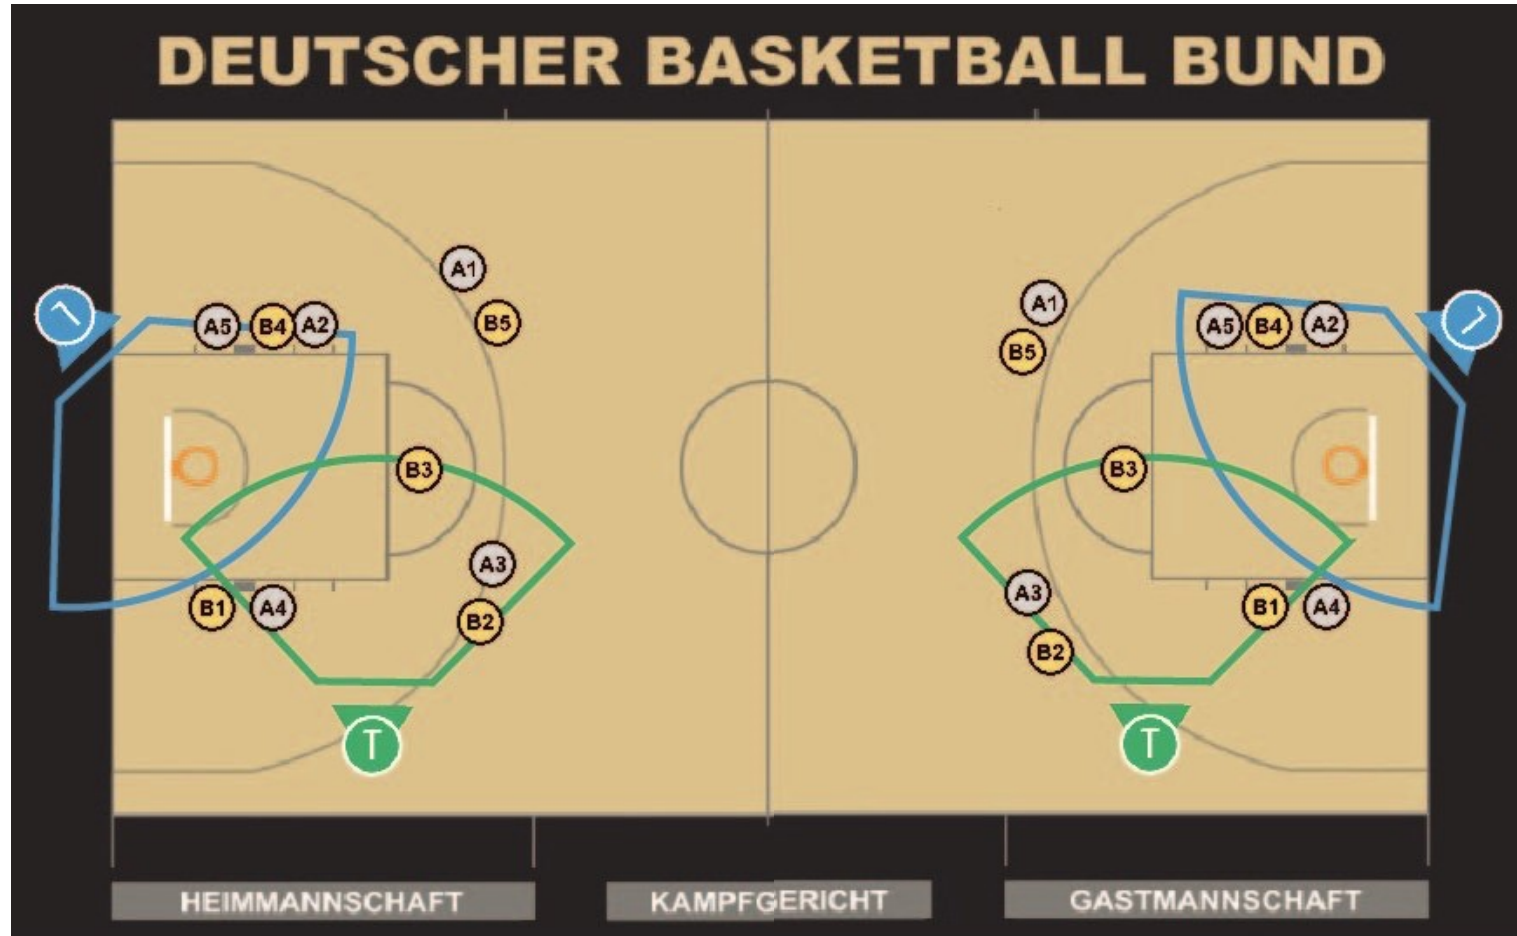 DEUTSCHER BASKETBALL BUND
A1
A1
B5
B5
A5 B4 A2
A5 B4 A2
B3
B3
A3
A3
B1 A4
B1 A4
B2
B2
T
T
HEIMMANNSCHAFT KAMPFGERICHT GASTMANNSCHAFT